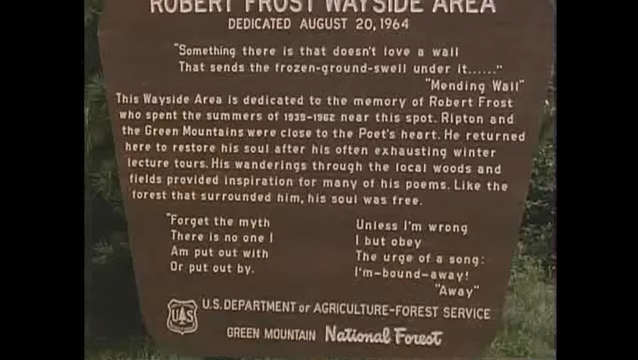 ROBERT FROST WAYSIDE AREA
DEDICATED AUGUST 20, 1964
"Something there is that doesn't love a wall
That sends the frozen-ground-swell under it......"
"Mending Wall"
This Wayside Area is dedicated to the memory of Robert Frost
who spent the summers of 1939-1962 near this spot. Ripton and
the Green Mountains were close to the Poet's heart. He returned
here to restore his soul after his often exhausting winter
lecture tours. His wanderings through the local woods and
fields provided inspiration for many of his poems. Like the
forest that surrounded him, his soul was free.
"Forget the myth
There is no one I
Am put out with
Or put out by.
Unless I'm wrong
I but obey
The urge of a song:
I'm-bound-away!
"Away"
U.S. DEPARTMENT OF AGRICULTURE-FOREST SERVICE
GREEN MOUNTAIN National Forest
U S